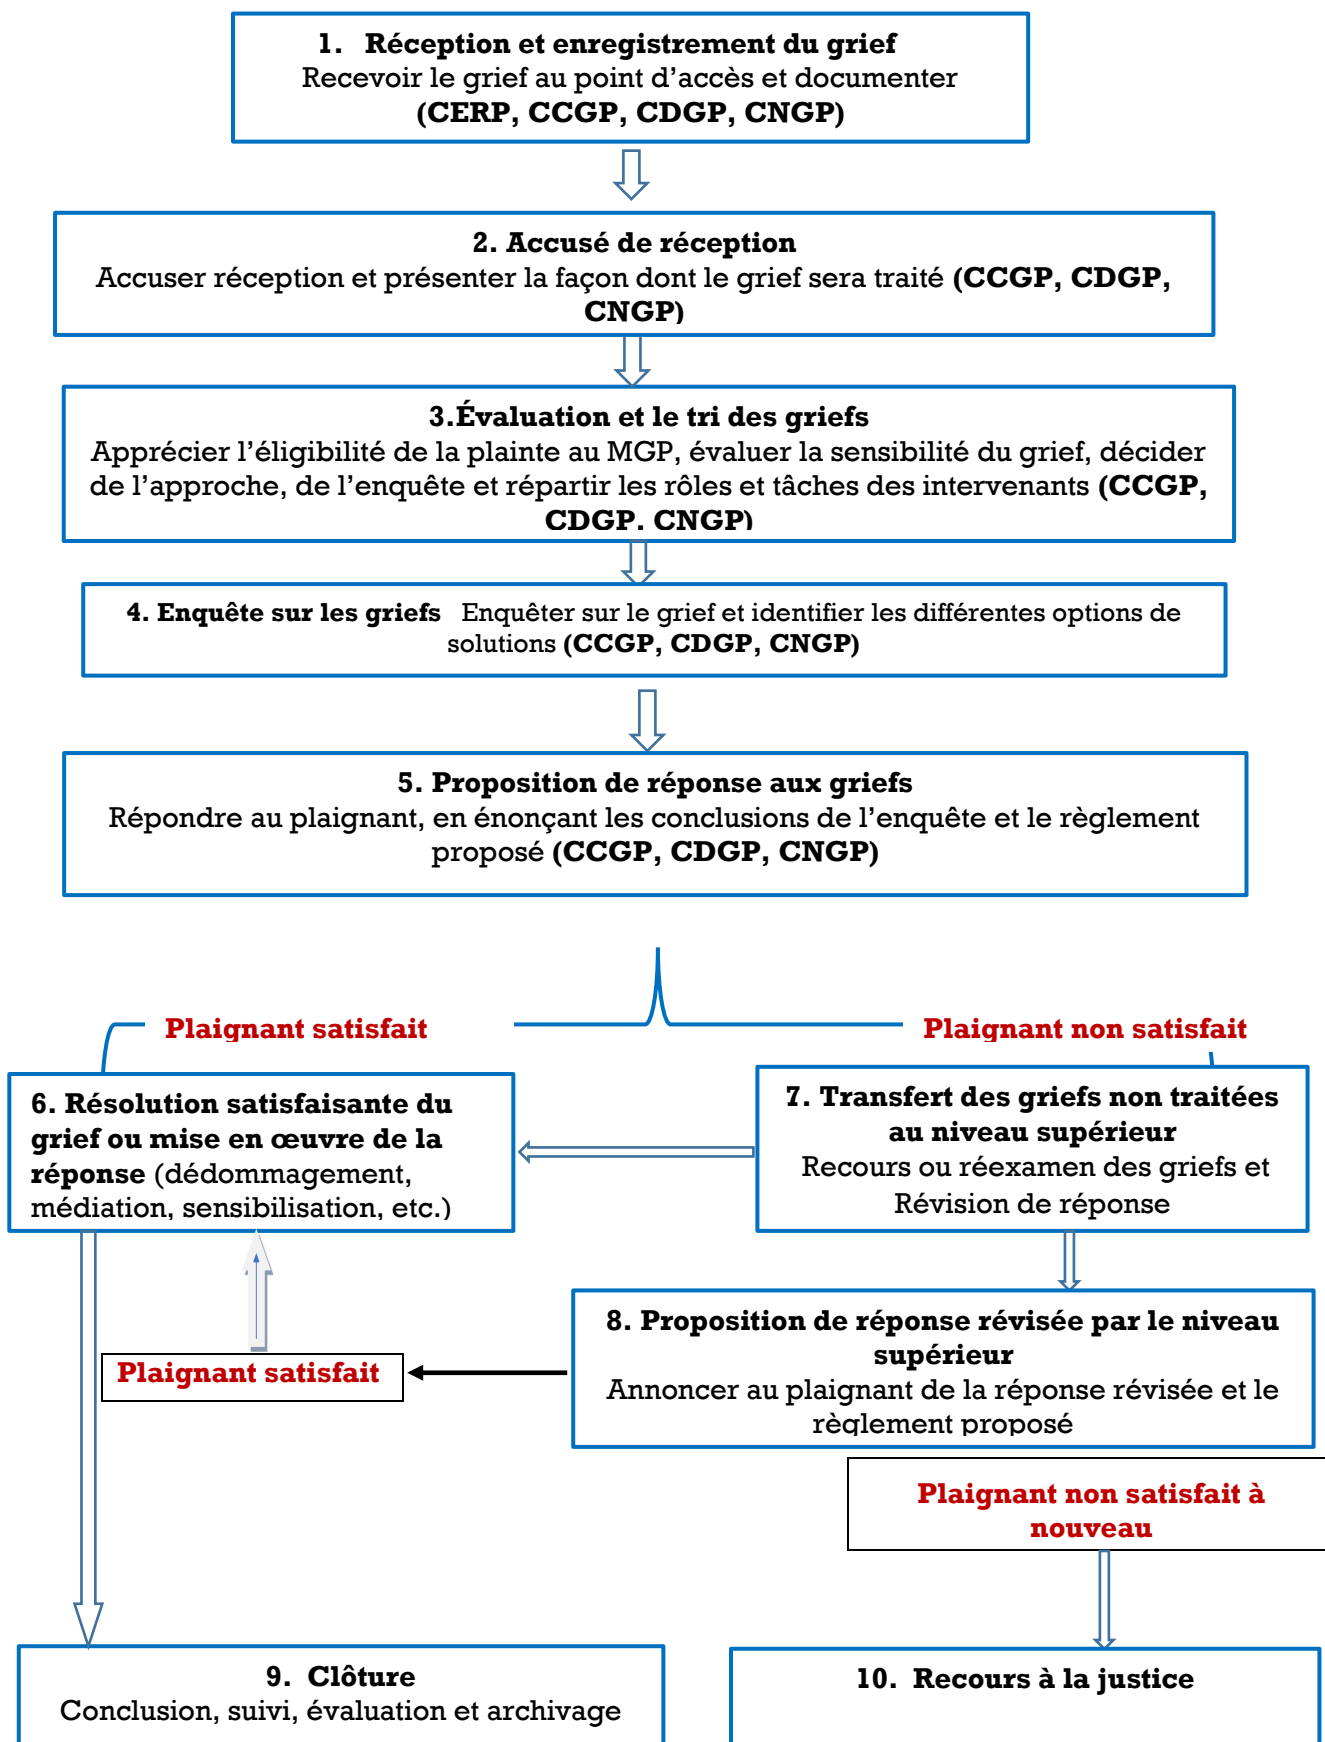 1. Réception et enregistrement du grief
Recevoir le grief au point d’accès et documenter
(CERP, CCGP, CDGP, CNGP)
2. Accusé de réception
Accuser réception et présenter la façon dont le grief sera traité (CCGP, CDGP,
CNGP)
3.Évaluation et le tri des griefs
Apprécier l’éligibilité de la plainte au MGP, évaluer la sensibilité du grief, décider
de l’approche, de l’enquête et répartir les rôles et tâches des intervenants (CCGP,
CDGP. CNGP)
4. Enquête sur les griefs Enquêter sur le grief et identifier les différentes options de
solutions (CCGP, CDGP, CNGP)
5. Proposition de réponse aux griefs
Répondre au plaignant, en énonçant les conclusions de l’enquête et le règlement
proposé (CCGP, CDGP, CNGP)
Plaignant satisfait
Plaignant non satisfait
6. Résolution satisfaisante du
grief ou mise en œuvre de la
réponse (dédommagement,
médiation, sensibilisation, etc.)
7. Transfert des griefs non traitées
au niveau supérieur
Recours ou réexamen des griefs et
Révision de réponse
8. Proposition de réponse révisée par le niveau
supérieur
Annoncer au plaignant de la réponse révisée et le
règlement proposé
Plaignant satisfait
Plaignant non satisfait à
nouveau
9. Clôture
Conclusion, suivi, évaluation et archivage
10. Recours à la justice